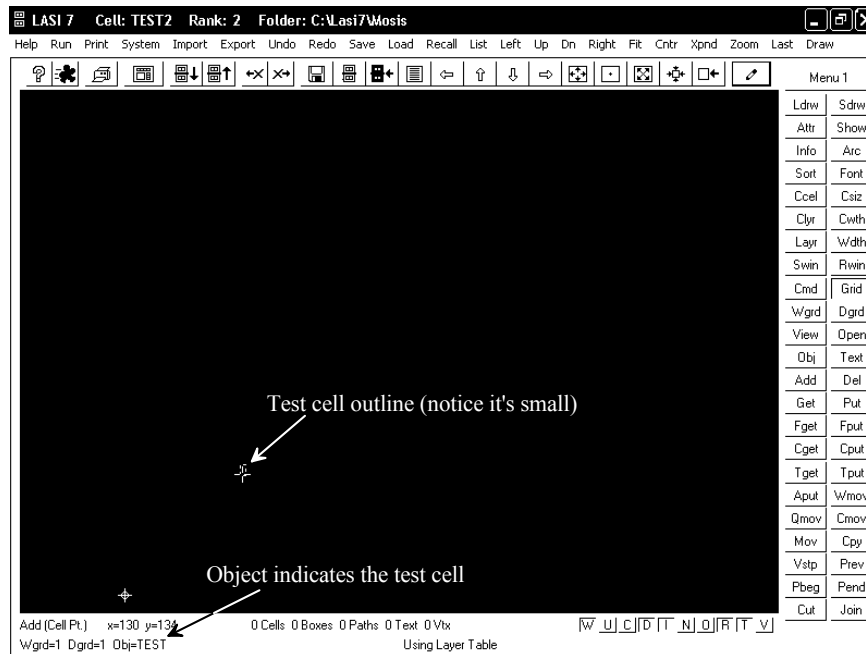 LASI 7 Cell: TEST2 Rank: 2 Folder: C:\Lasi7\Mosis
Help Run Print System Import Export Undo Redo Save Load Recall List Left Up Dn Right Fit Cntr Xpnd Zoom Last Draw
Menu 1
Ldrw Sdrw
Attr Show
Info Arc
Sort Font
Ccel Csiz
Clyr Cwth
Layr Wdth
Swin Rwin
Cmd Grid
Wgrd Dgrd
View Open
Obj Text
Add Del
Get Put
Fget Fput
Cget Cput
Tget Tput
Aput Wmov
Qmov Cmov
Mov Cpy
Vstp Prev
Pbeg Pend
Cut Join
Test cell outline (notice it's small)
Object indicates the test cell
Add (Cell Pt.) x=130 y=134 0 Cells 0 Boxes 0 Paths 0 Text 0 Vtx W U C D I N O R T V
Wgrd=1 Dgrd=1 Obj=TEST Using Layer Table